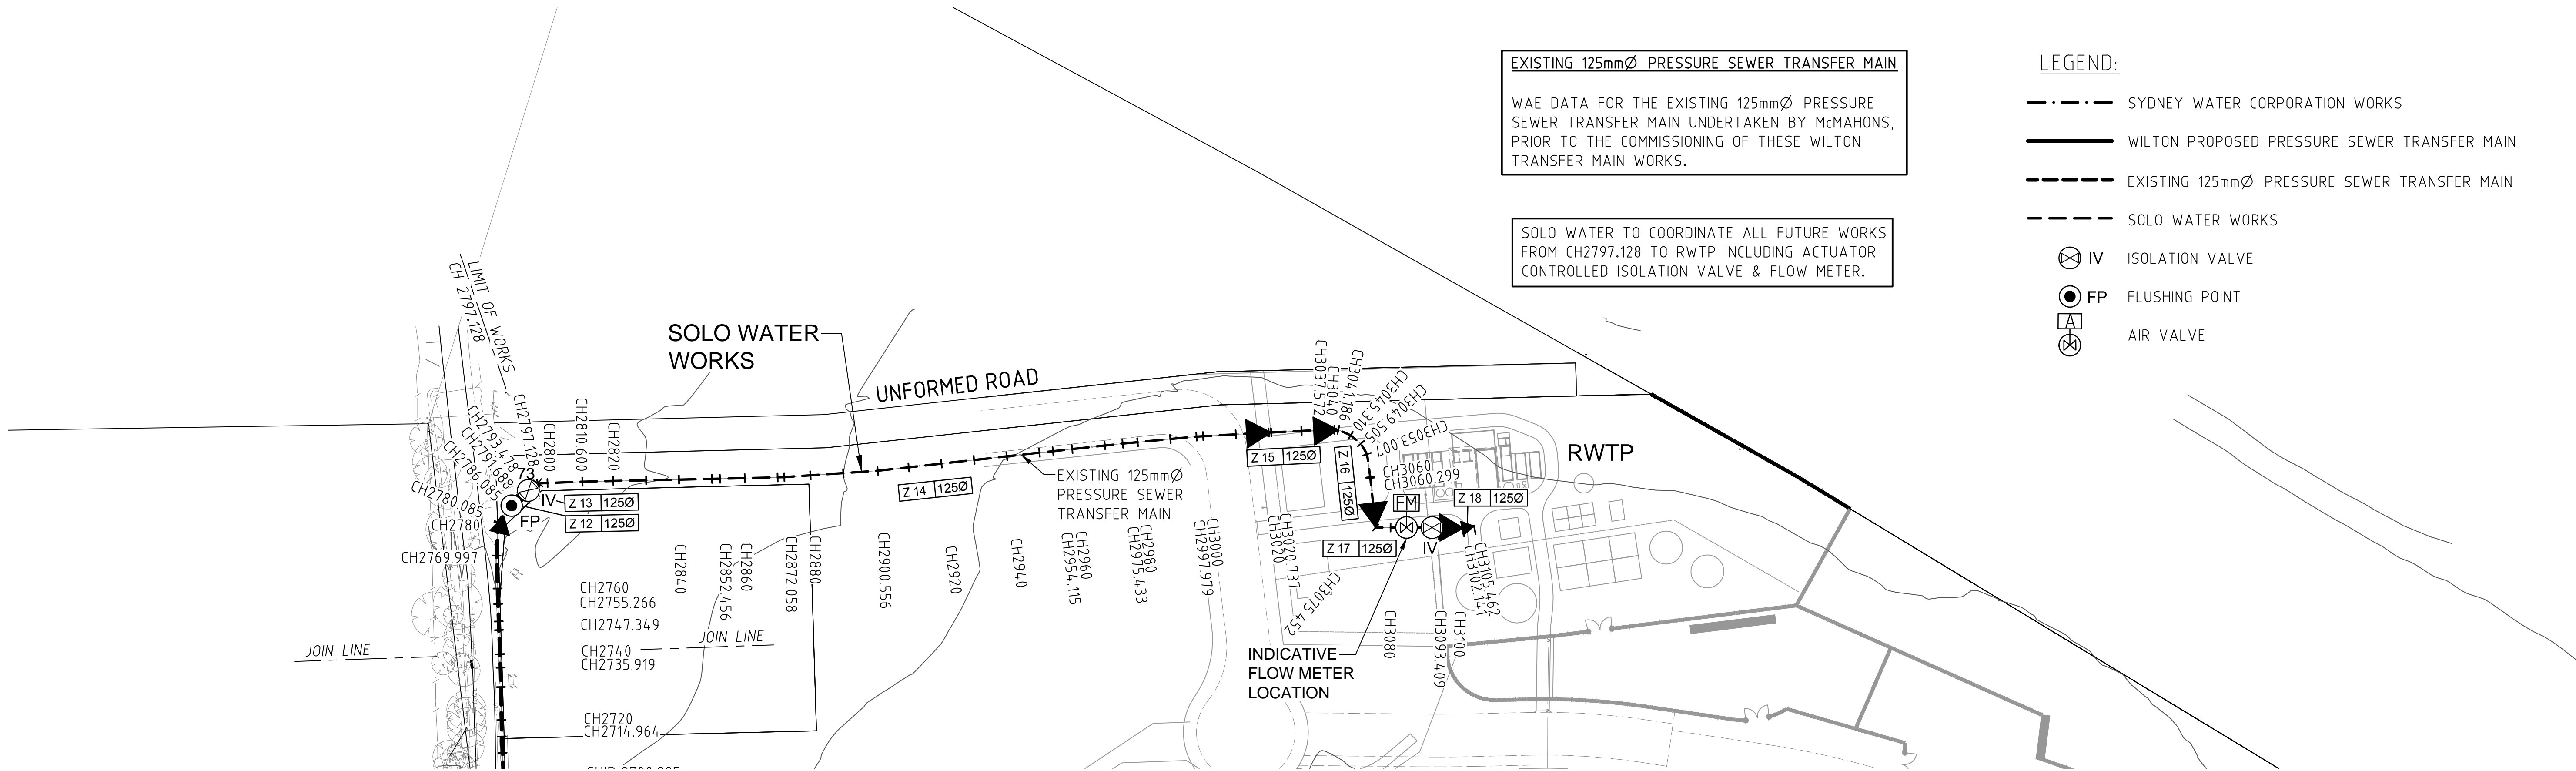 EXISTING 125mmØ PRESSURE SEWER TRANSFER MAIN
WAE DATA FOR THE EXISTING 125mmØ PRESSURE
SEWER TRANSFER MAIN UNDERTAKEN BY McMAHONS,
PRIOR TO THE COMMISSIONING OF THESE WILTON
TRANSFER MAIN WORKS.
SOLO WATER TO COORDINATE ALL FUTURE WORKS
FROM CH2797.128 TO RWTP INCLUDING ACTUATOR
CONTROLLED ISOLATION VALVE & FLOW METER.
LEGEND:
SYDNEY WATER CORPORATION WORKS
WILTON PROPOSED PRESSURE SEWER TRANSFER MAIN
EXISTING 125mmØ PRESSURE SEWER TRANSFER MAIN
SOLO WATER WORKS
IV ISOLATION VALVE
FP FLUSHING POINT
A
AIR VALVE
LIMIT OF WORKS
CH 2797.128
SOLO WATER
WORKS
UNFORMED ROAD
CH2797.128
CH2793.478
CH2791.688
CH2786.085
CH2780.085
CH2780
CH2769.997
73
IV
FP
Z 13 125Ø
Z 12 125Ø
CH2800
CH2810.600
CH2820
CH2840
CH2852.456
CH2860
CH2872.058
CH2880
CH2900.556
CH2920
CH2940
CH2954.115
CH2960
CH2975.433
CH2980
CH2997.979
CH3000
CH3020
CH3020.737
Z 14 125Ø
EXISTING 125mmØ
PRESSURE SEWER
TRANSFER MAIN
CH3037.572
CH3040
CH3041.186
CH3045.310
CH3049.505
CH3053.007
CH3060
CH3060.299
Z 15 125Ø
Z 16 125Ø
Z 17 125Ø
Z 18 125Ø
FM
IV
RWTP
CH3075.452
CH3080
CH3093.409
CH3100
CH3102.141
CH3105.462
INDICATIVE
FLOW METER
LOCATION
CH2760
CH2755.266
CH2747.349
CH2740
CH2735.919
CH2720
CH2714.964
JOIN LINE
JOIN LINE